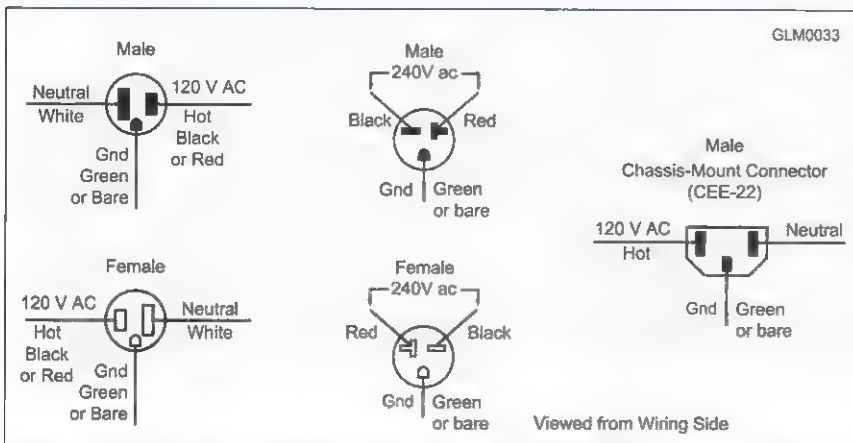 GLM0033
Male
Neutral
White
120 V AC
Hot
Black
or Red
Gnd
Green
or Bare
Male
240V ac
Black
Red
Gnd
Green
or bare
Male
Chassis-Mount Connector
(CEE-22)
120 V AC
Hot
Neutral
Gnd
Green
or bare
Female
120 V AC
Hot
Black
or Red
Neutral
White
Gnd
Green
or Bare
Female
240V ac
Red
Black
Gnd
Green
or bare
Viewed from Wiring Side